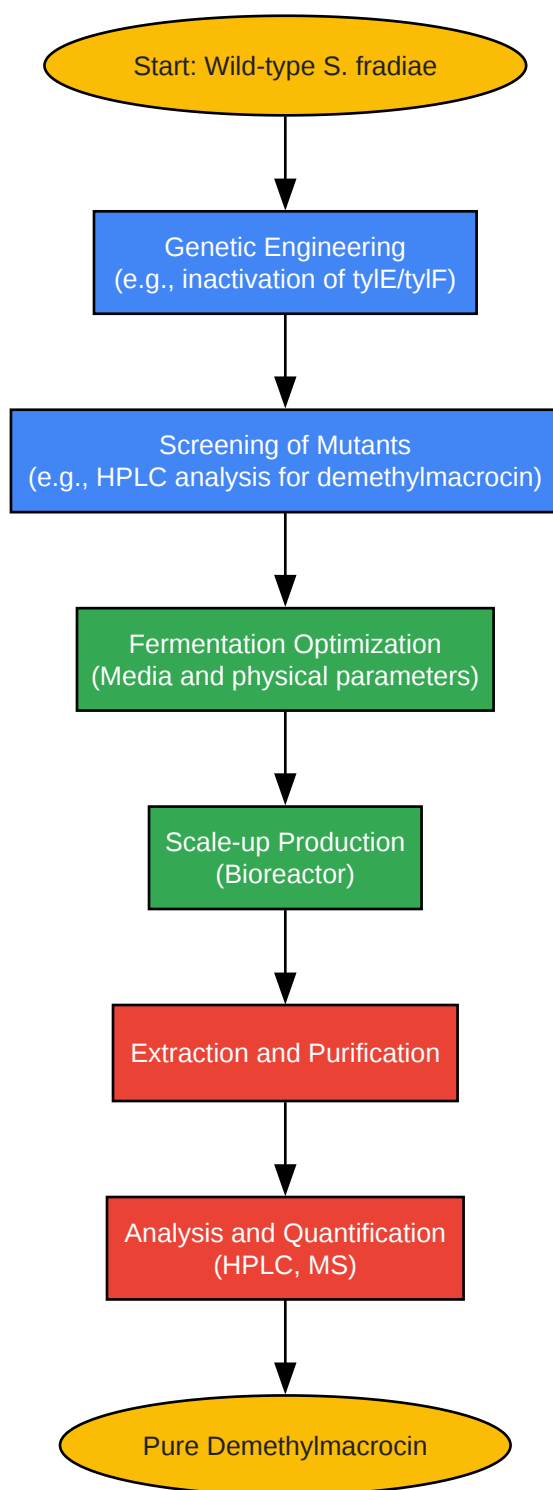 Start: Wild-type S. fradiae
Genetic Engineering
(e.g., inactivation of tylE/tylF)
Screening of Mutants
(e.g., HPLC analysis for demethylmacrocin)
Fermentation Optimization
(Media and physical parameters)
Scale-up Production
(Bioreactor)
Extraction and Purification
Analysis and Quantification
(HPLC, MS)
Pure Demethylmacrocin